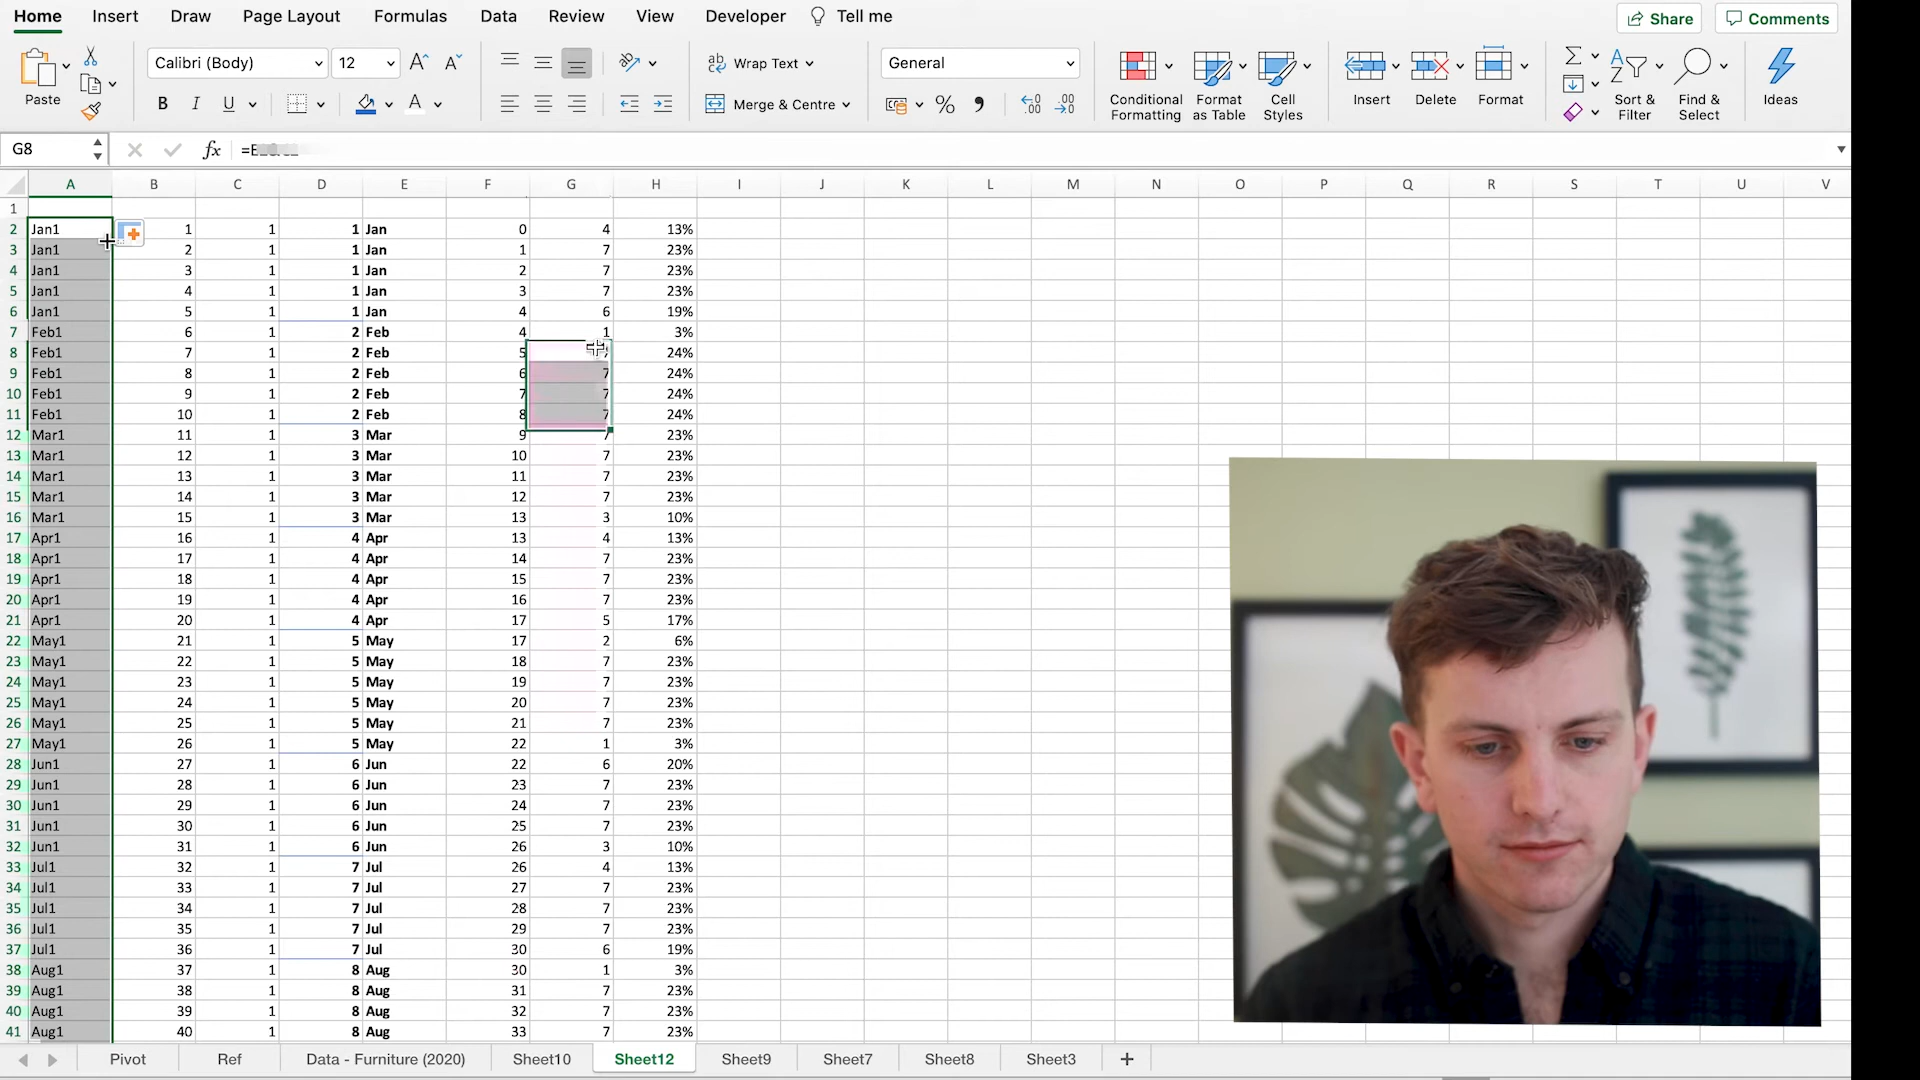 Home Insert Draw Page Layout Formulas Data Review View Developer Tell me Share Comments
Calibri (Body) 12 A A ab Wrap Text General
Paste B I U A Merge & Centre % Conditional Formatting Format as Table Cell Styles Insert Delete Format Sort & Filter Find & Select Ideas
G8 fx
A B C D E F G H I J K L M N O P Q R S T U V
1
2 Jan1 1 1 1 Jan 0 4 13%
3 Jan1 2 1 1 Jan 1 7 23%
4 Jan1 3 1 1 Jan 2 7 23%
5 Jan1 4 1 1 Jan 3 7 23%
6 Jan1 5 1 1 Jan 4 6 19%
7 Feb1 6 1 2 Feb 4 1 3%
8 Feb1 7 1 2 Feb 5 24%
9 Feb1 8 1 2 Feb 6 7 24%
10 Feb1 9 1 2 Feb 7 7 24%
11 Feb1 10 1 2 Feb 8 7 24%
12 Mar1 11 1 3 Mar 9 7 23%
13 Mar1 12 1 3 Mar 10 7 23%
14 Mar1 13 1 3 Mar 11 7 23%
15 Mar1 14 1 3 Mar 12 7 23%
16 Mar1 15 1 3 Mar 13 3 10%
17 Apr1 16 1 4 Apr 13 4 13%
18 Apr1 17 1 4 Apr 14 7 23%
19 Apr1 18 1 4 Apr 15 7 23%
20 Apr1 19 1 4 Apr 16 7 23%
21 Apr1 20 1 4 Apr 17 5 17%
22 May1 21 1 5 May 17 2 6%
23 May1 22 1 5 May 18 7 23%
24 May1 23 1 5 May 19 7 23%
25 May1 24 1 5 May 20 7 23%
26 May1 25 1 5 May 21 7 23%
27 May1 26 1 5 May 22 1 3%
28 Jun1 27 1 6 Jun 22 6 20%
29 Jun1 28 1 6 Jun 23 7 23%
30 Jun1 29 1 6 Jun 24 7 23%
31 Jun1 30 1 6 Jun 25 7 23%
32 Jun1 31 1 6 Jun 26 3 10%
33 Jul1 32 1 7 Jul 26 4 13%
34 Jul1 33 1 7 Jul 27 7 23%
35 Jul1 34 1 7 Jul 28 7 23%
36 Jul1 35 1 7 Jul 29 7 23%
37 Jul1 36 1 7 Jul 30 6 19%
38 Aug1 37 1 8 Aug 30 1 3%
39 Aug1 38 1 8 Aug 31 7 23%
40 Aug1 39 1 8 Aug 32 7 23%
41 Aug1 40 1 8 Aug 33 7 23%
Pivot Ref Data - Furniture (2020) Sheet10 Sheet12 Sheet9 Sheet7 Sheet8 Sheet3 +